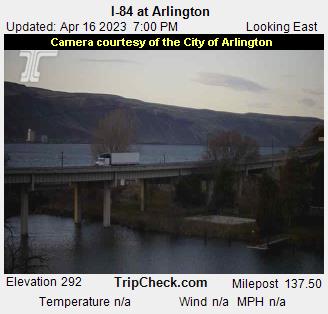 I-84 at Arlington
Updated: Apr 16 2023 7:00 PM Looking East
Camera courtesy of the City of Arlington
Elevation 292 TripCheck.com Milepost 137.50
Temperature n/a Wind n/a MPH n/a